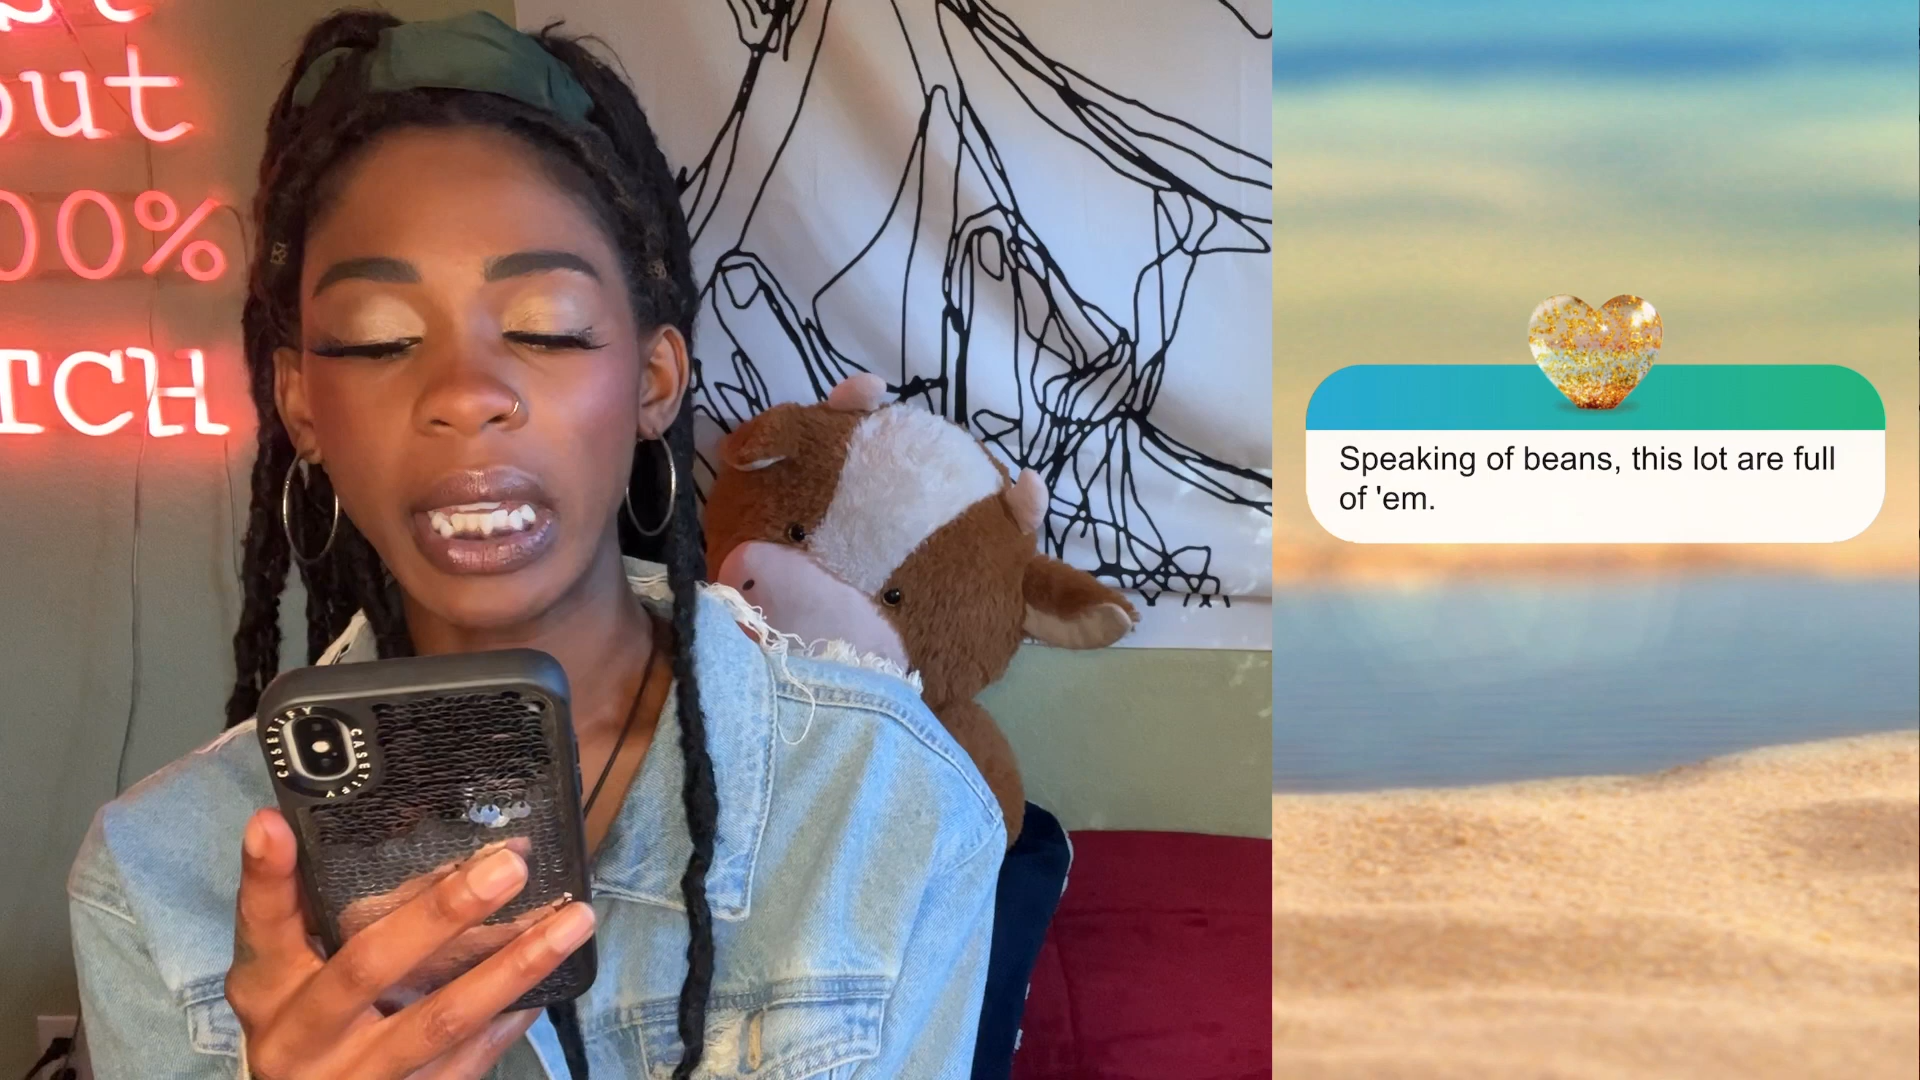 out
00%
TCH
CASETiFY CASETiFY
Speaking of beans, this lot are full
of 'em.